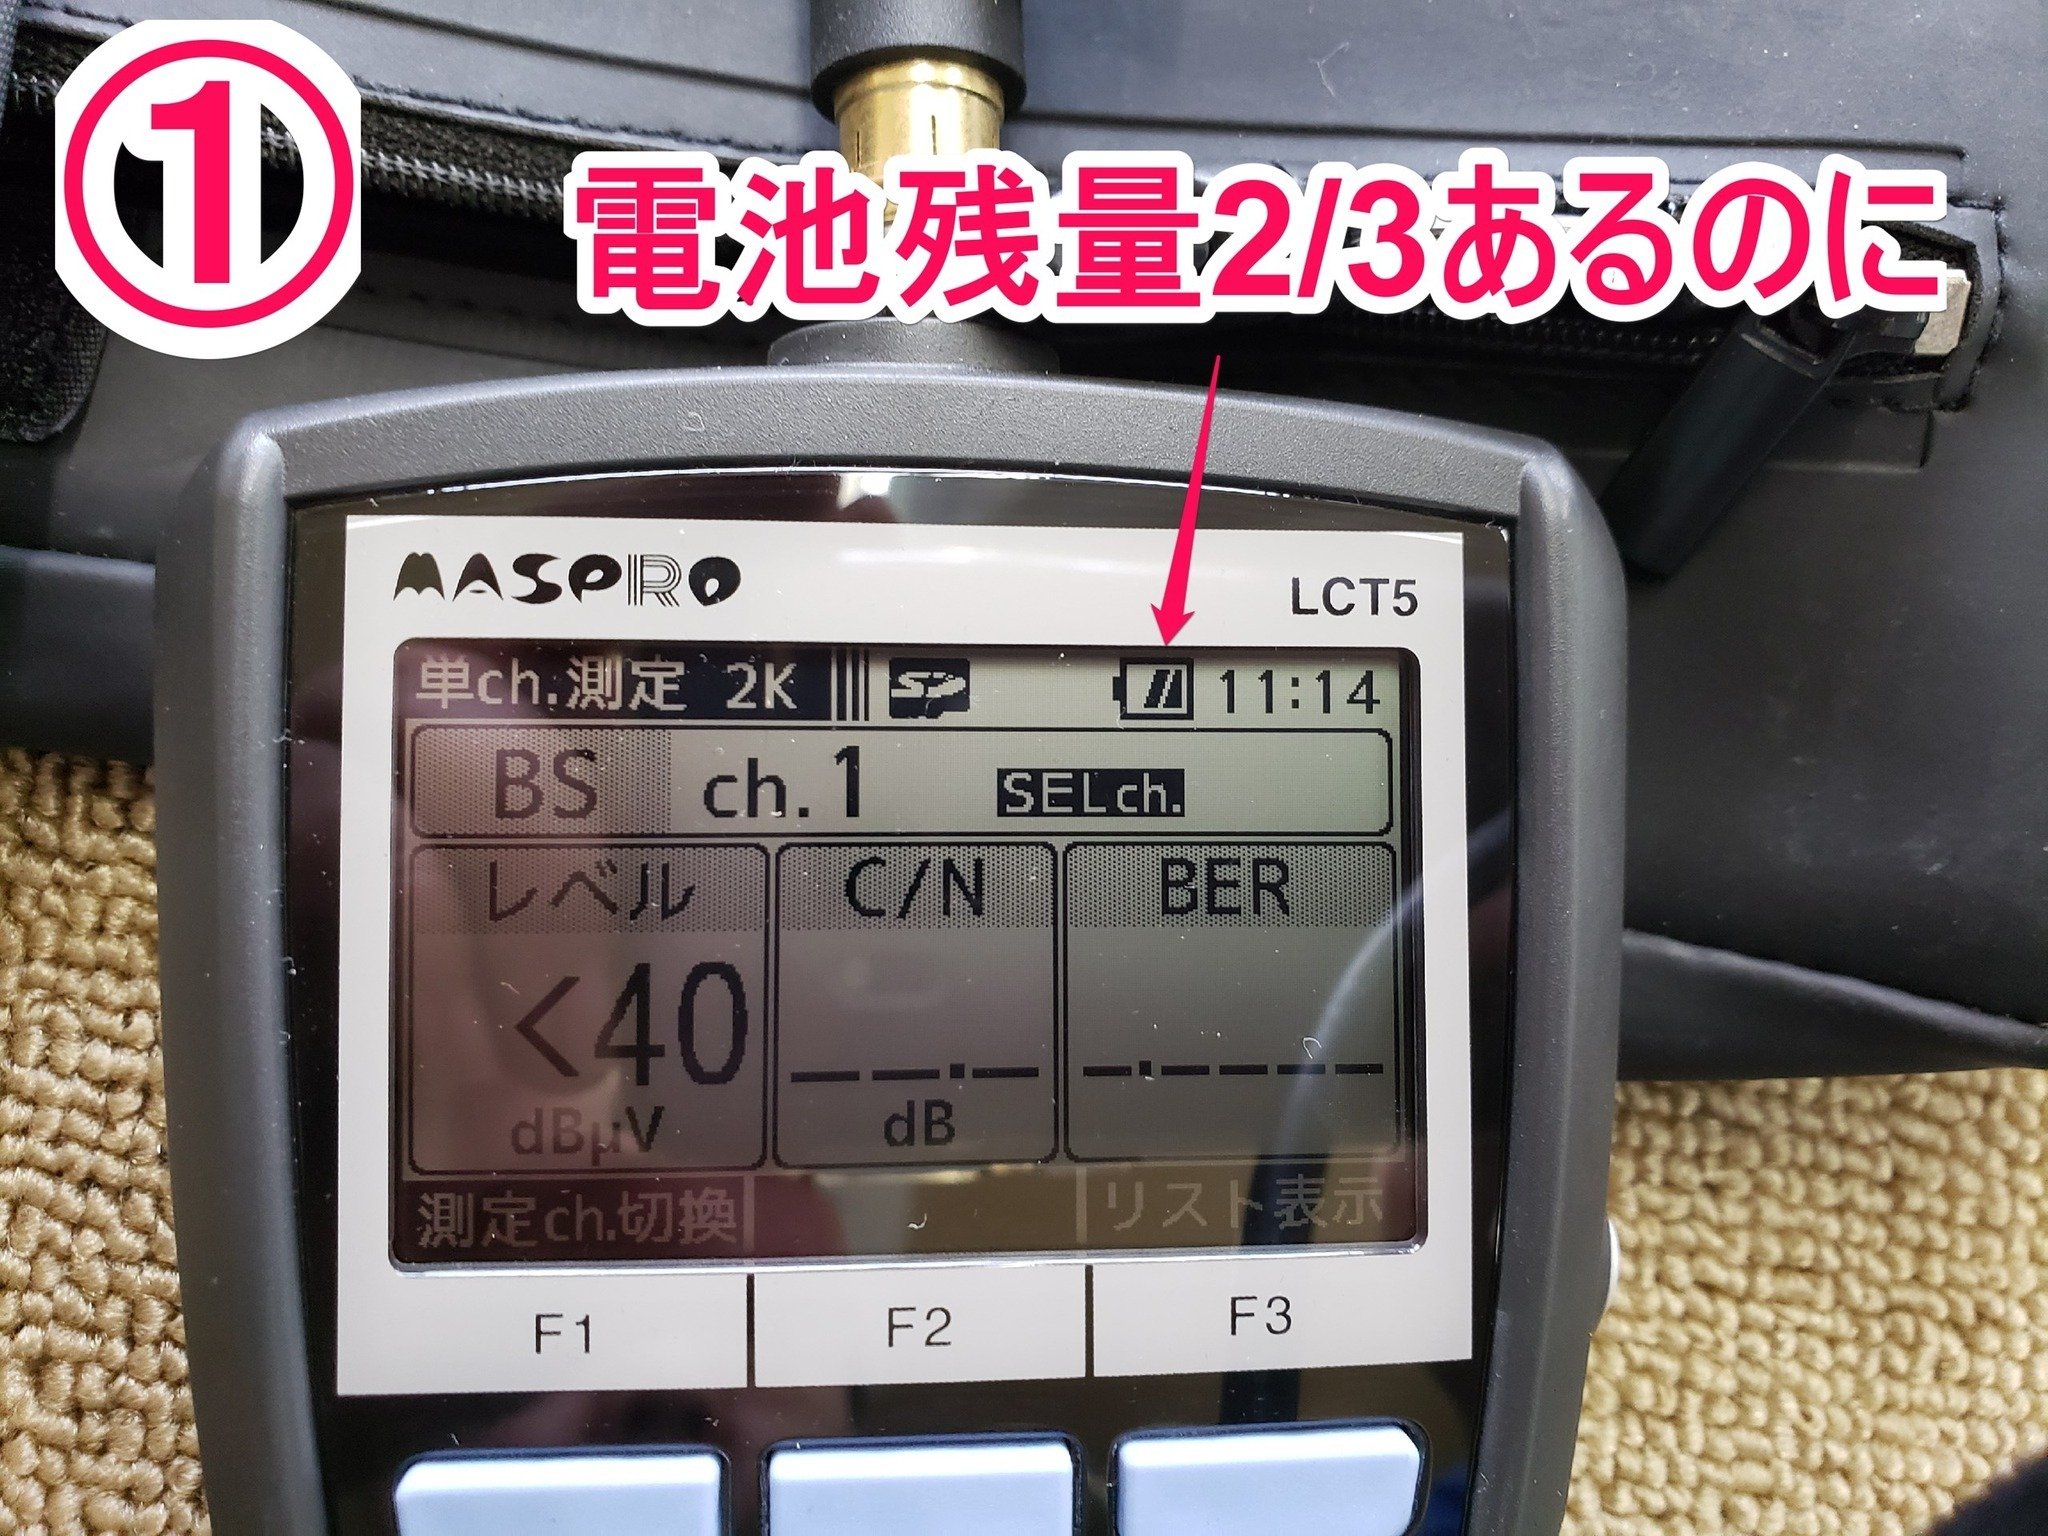 ①
電池残量2/3あるのに
MASPRO
LCT5
単ch.測定 2K
SD
11:14
BS ch.1 SELch.
レベル C/N BER
<40 --.- -.----
dBμV dB
測定ch.切換 リスト表示
F1 F2 F3